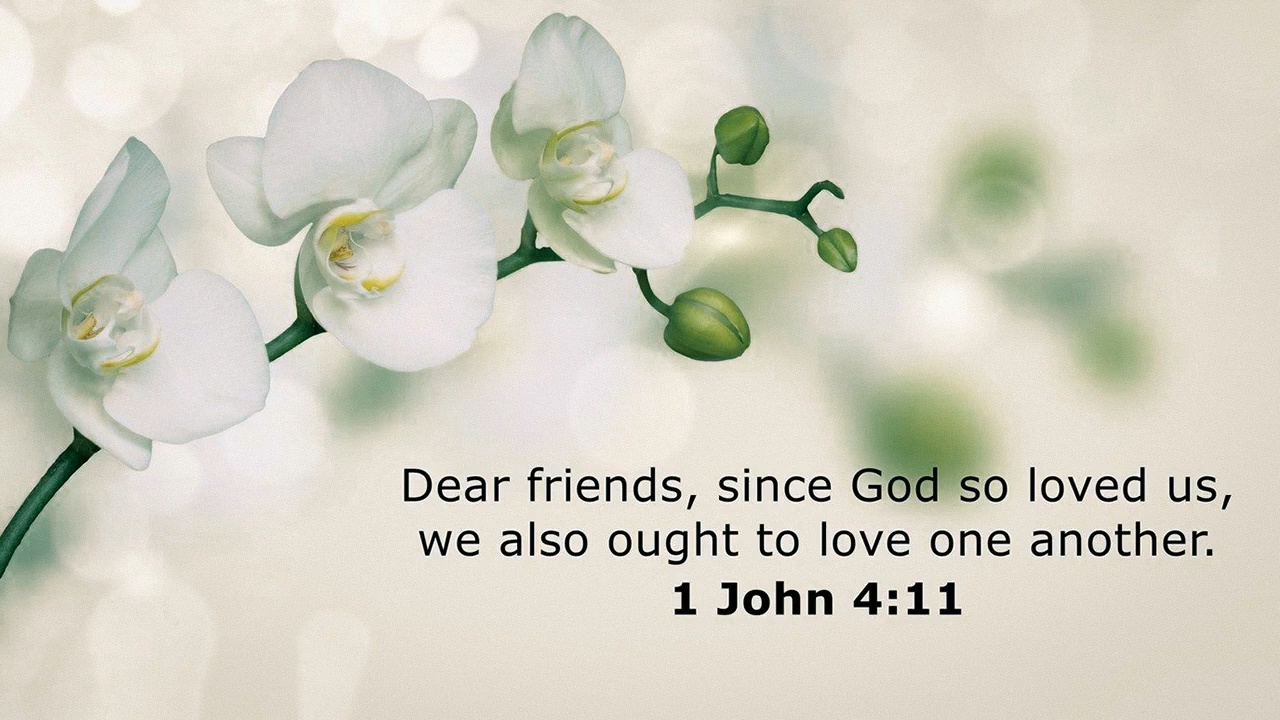 Dear friends, since God so loved us,
we also ought to love one another.
1 John 4:11